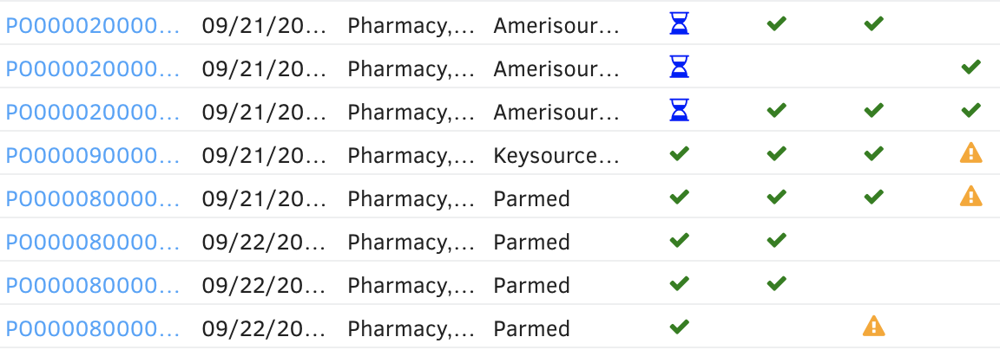 PO000020000... 09/21/20... Pharmacy,... Amerisour...
PO000020000... 09/21/20... Pharmacy,... Amerisour...
PO000020000... 09/21/20... Pharmacy,... Amerisour...
PO000090000... 09/21/20... Pharmacy,... Keysource...
PO000080000... 09/21/20... Pharmacy,... Parmed
PO000080000... 09/22/20... Pharmacy,... Parmed
PO000080000... 09/22/20... Pharmacy,... Parmed
PO000080000... 09/22/20... Pharmacy,... Parmed